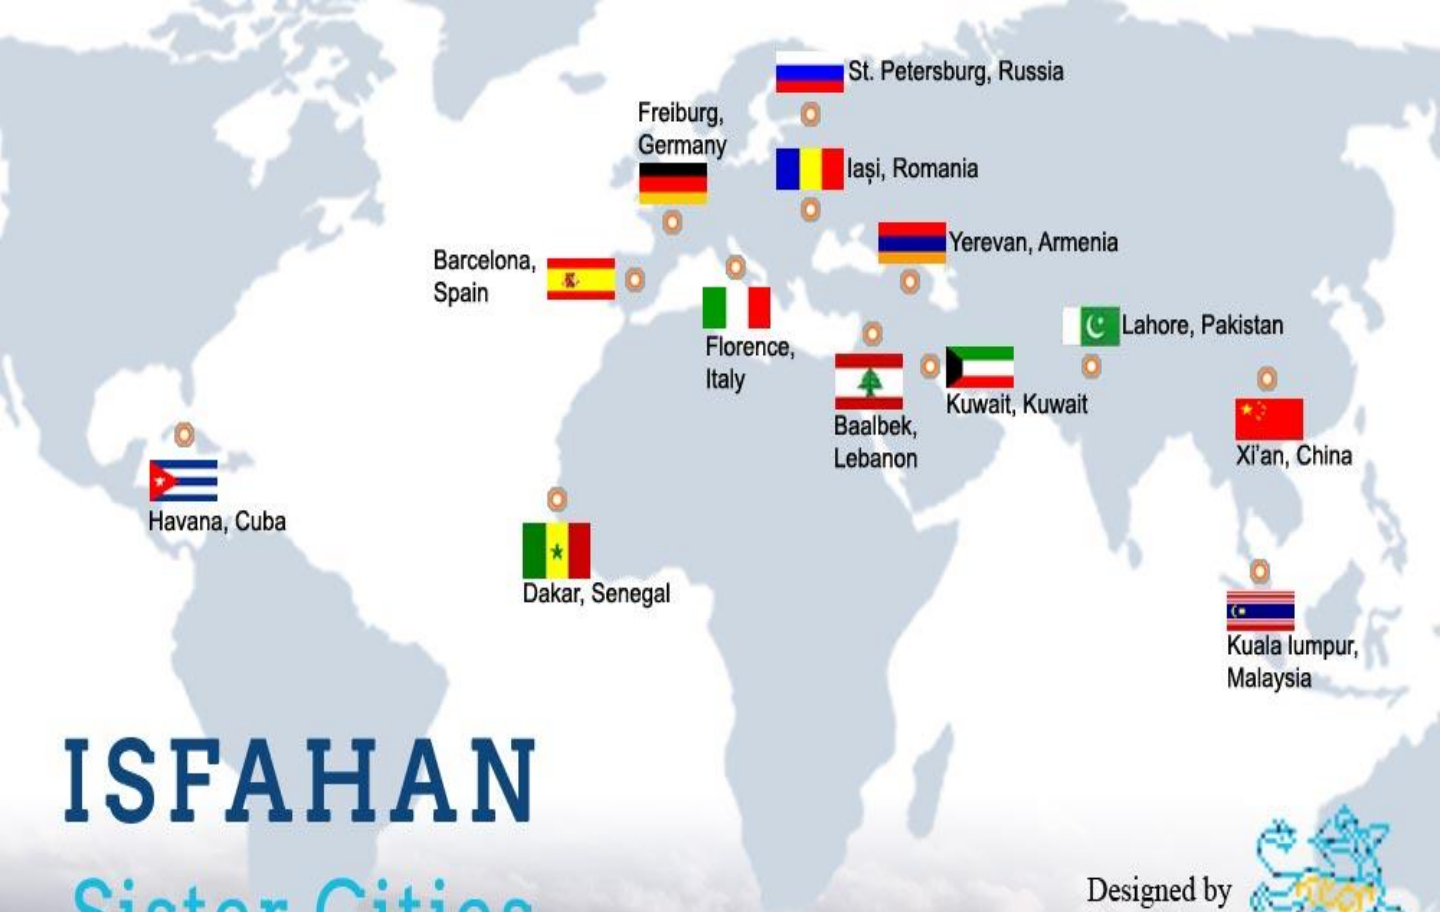 St. Petersburg, Russia
Freiburg,
Germany
Iași, Romania
Yerevan, Armenia
Barcelona,
Spain
Florence,
Italy
Lahore, Pakistan
Kuwait, Kuwait
Baalbek,
Lebanon
Xi'an, China
Havana, Cuba
Dakar, Senegal
Kuala lumpur,
Malaysia
ISFAHAN
Sister Cities
Designed by